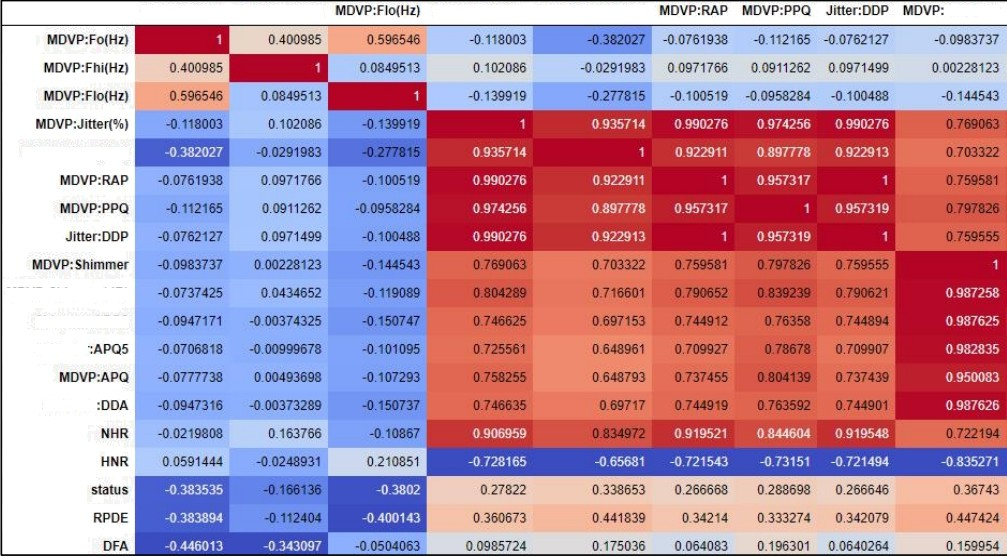 MDVP:Flo(Hz) MDVP:RAP MDVP:PPQ Jitter:DDP MDVP:
MDVP:Fo(Hz) 1 0.400985 0.596546 -0.118003 -0.382027 -0.0761938 -0.112165 -0.0762127 -0.0983737
MDVP:Fhi(Hz) 0.400985 1 0.0849513 0.102086 -0.0291983 0.0971766 0.0911262 0.0971499 0.00228123
MDVP:Flo(Hz) 0.596546 0.0849513 1 -0.139919 -0.277815 -0.100519 -0.0958284 -0.100488 -0.144543
MDVP:Jitter(%) -0.118003 0.102086 -0.139919 1 0.935714 0.990276 0.974256 0.990276 0.769063
-0.382027 -0.0291983 -0.277815 0.935714 1 0.922911 0.897778 0.922913 0.703322
MDVP:RAP -0.0761938 0.0971766 -0.100519 0.990276 0.922911 1 0.957317 1 0.759581
MDVP:PPQ -0.112165 0.0911262 -0.0958284 0.974256 0.897778 0.957317 1 0.957319 0.797826
Jitter:DDP -0.0762127 0.0971499 -0.100488 0.990276 0.922913 1 0.957319 1 0.759555
MDVP:Shimmer -0.0983737 0.00228123 -0.144543 0.769063 0.703322 0.759581 0.797826 0.759555 1
-0.0737425 0.0434652 -0.119089 0.804289 0.716601 0.790652 0.839239 0.790621 0.987258
-0.0947171 -0.00374325 -0.150747 0.746625 0.697153 0.744912 0.76358 0.744894 0.987625
:APQ5 -0.0706818 -0.00999678 -0.101095 0.725561 0.648961 0.709927 0.78678 0.709907 0.982835
MDVP:APQ -0.0777738 0.00493698 -0.107293 0.758255 0.648793 0.737455 0.804139 0.737439 0.950083
:DDA -0.0947316 -0.00373289 -0.150737 0.746635 0.69717 0.744919 0.763592 0.744901 0.987626
NHR -0.0219808 0.163766 -0.10867 0.906959 0.834972 0.919521 0.844604 0.919548 0.722194
HNR 0.0591444 -0.0248931 0.210851 -0.728165 -0.65681 -0.721543 -0.73151 -0.721494 -0.835271
status -0.383535 -0.166136 -0.3802 0.27822 0.338653 0.266668 0.288698 0.266646 0.36743
RPDE -0.383894 -0.112404 -0.400143 0.360673 0.441839 0.34214 0.333274 0.342079 0.447424
DFA -0.446013 -0.343097 -0.0504063 0.0985724 0.175036 0.064083 0.196301 0.0640264 0.159954